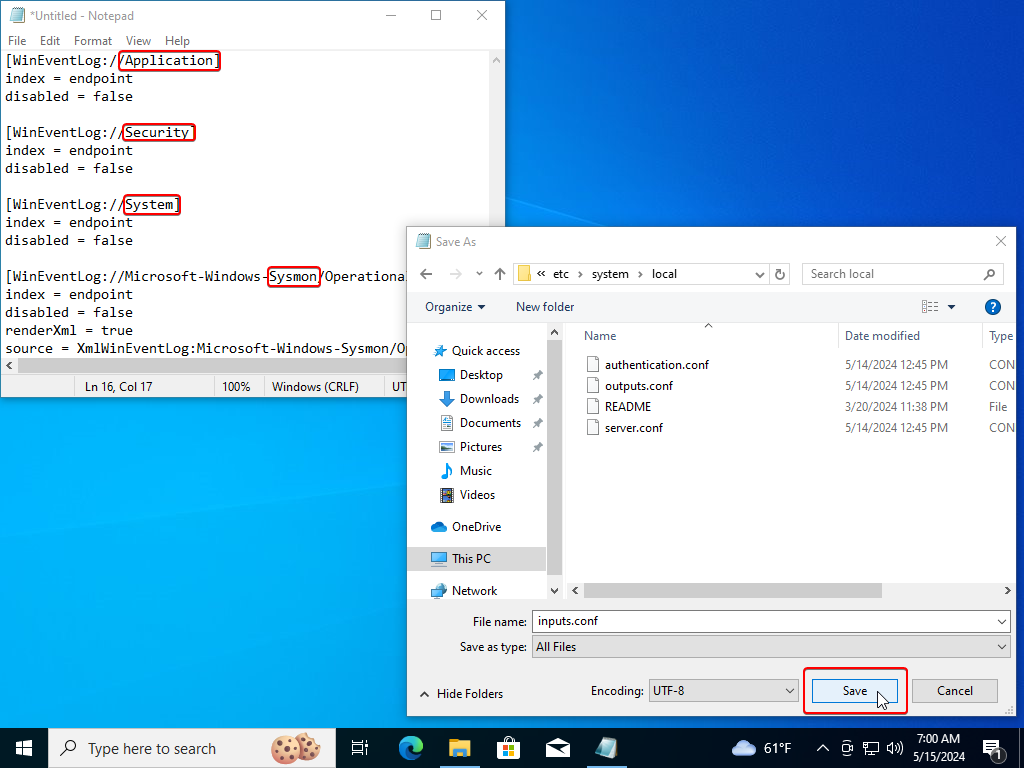 *Untitled - Notepad
File Edit Format View Help
[WinEventLog://Application]
index = endpoint
disabled = false
[WinEventLog://Security]
index = endpoint
disabled = false
[WinEventLog://System]
index = endpoint
disabled = false
[WinEventLog://Microsoft-Windows-Sysmon/Operational
index = endpoint
disabled = false
renderXml = true
source = XmlWinEventLog:Microsoft-Windows-Sysmon/Op
Ln 16, Col 17 100% Windows (CRLF) UT
Save As
« etc › system › local
Search local
Organize New folder
?
Quick access
Desktop
Downloads
Documents
Pictures
Music
Videos
OneDrive
This PC
Network
Name Date modified Type
authentication.conf 5/14/2024 12:45 PM CON
outputs.conf 5/14/2024 12:45 PM CON
README 3/20/2024 11:38 PM File
server.conf 5/14/2024 12:45 PM CON
File name: inputs.conf
Save as type: All Files
Hide Folders Encoding: UTF-8 Save Cancel
Type here to search
61°F
7:00 AM
5/15/2024
1